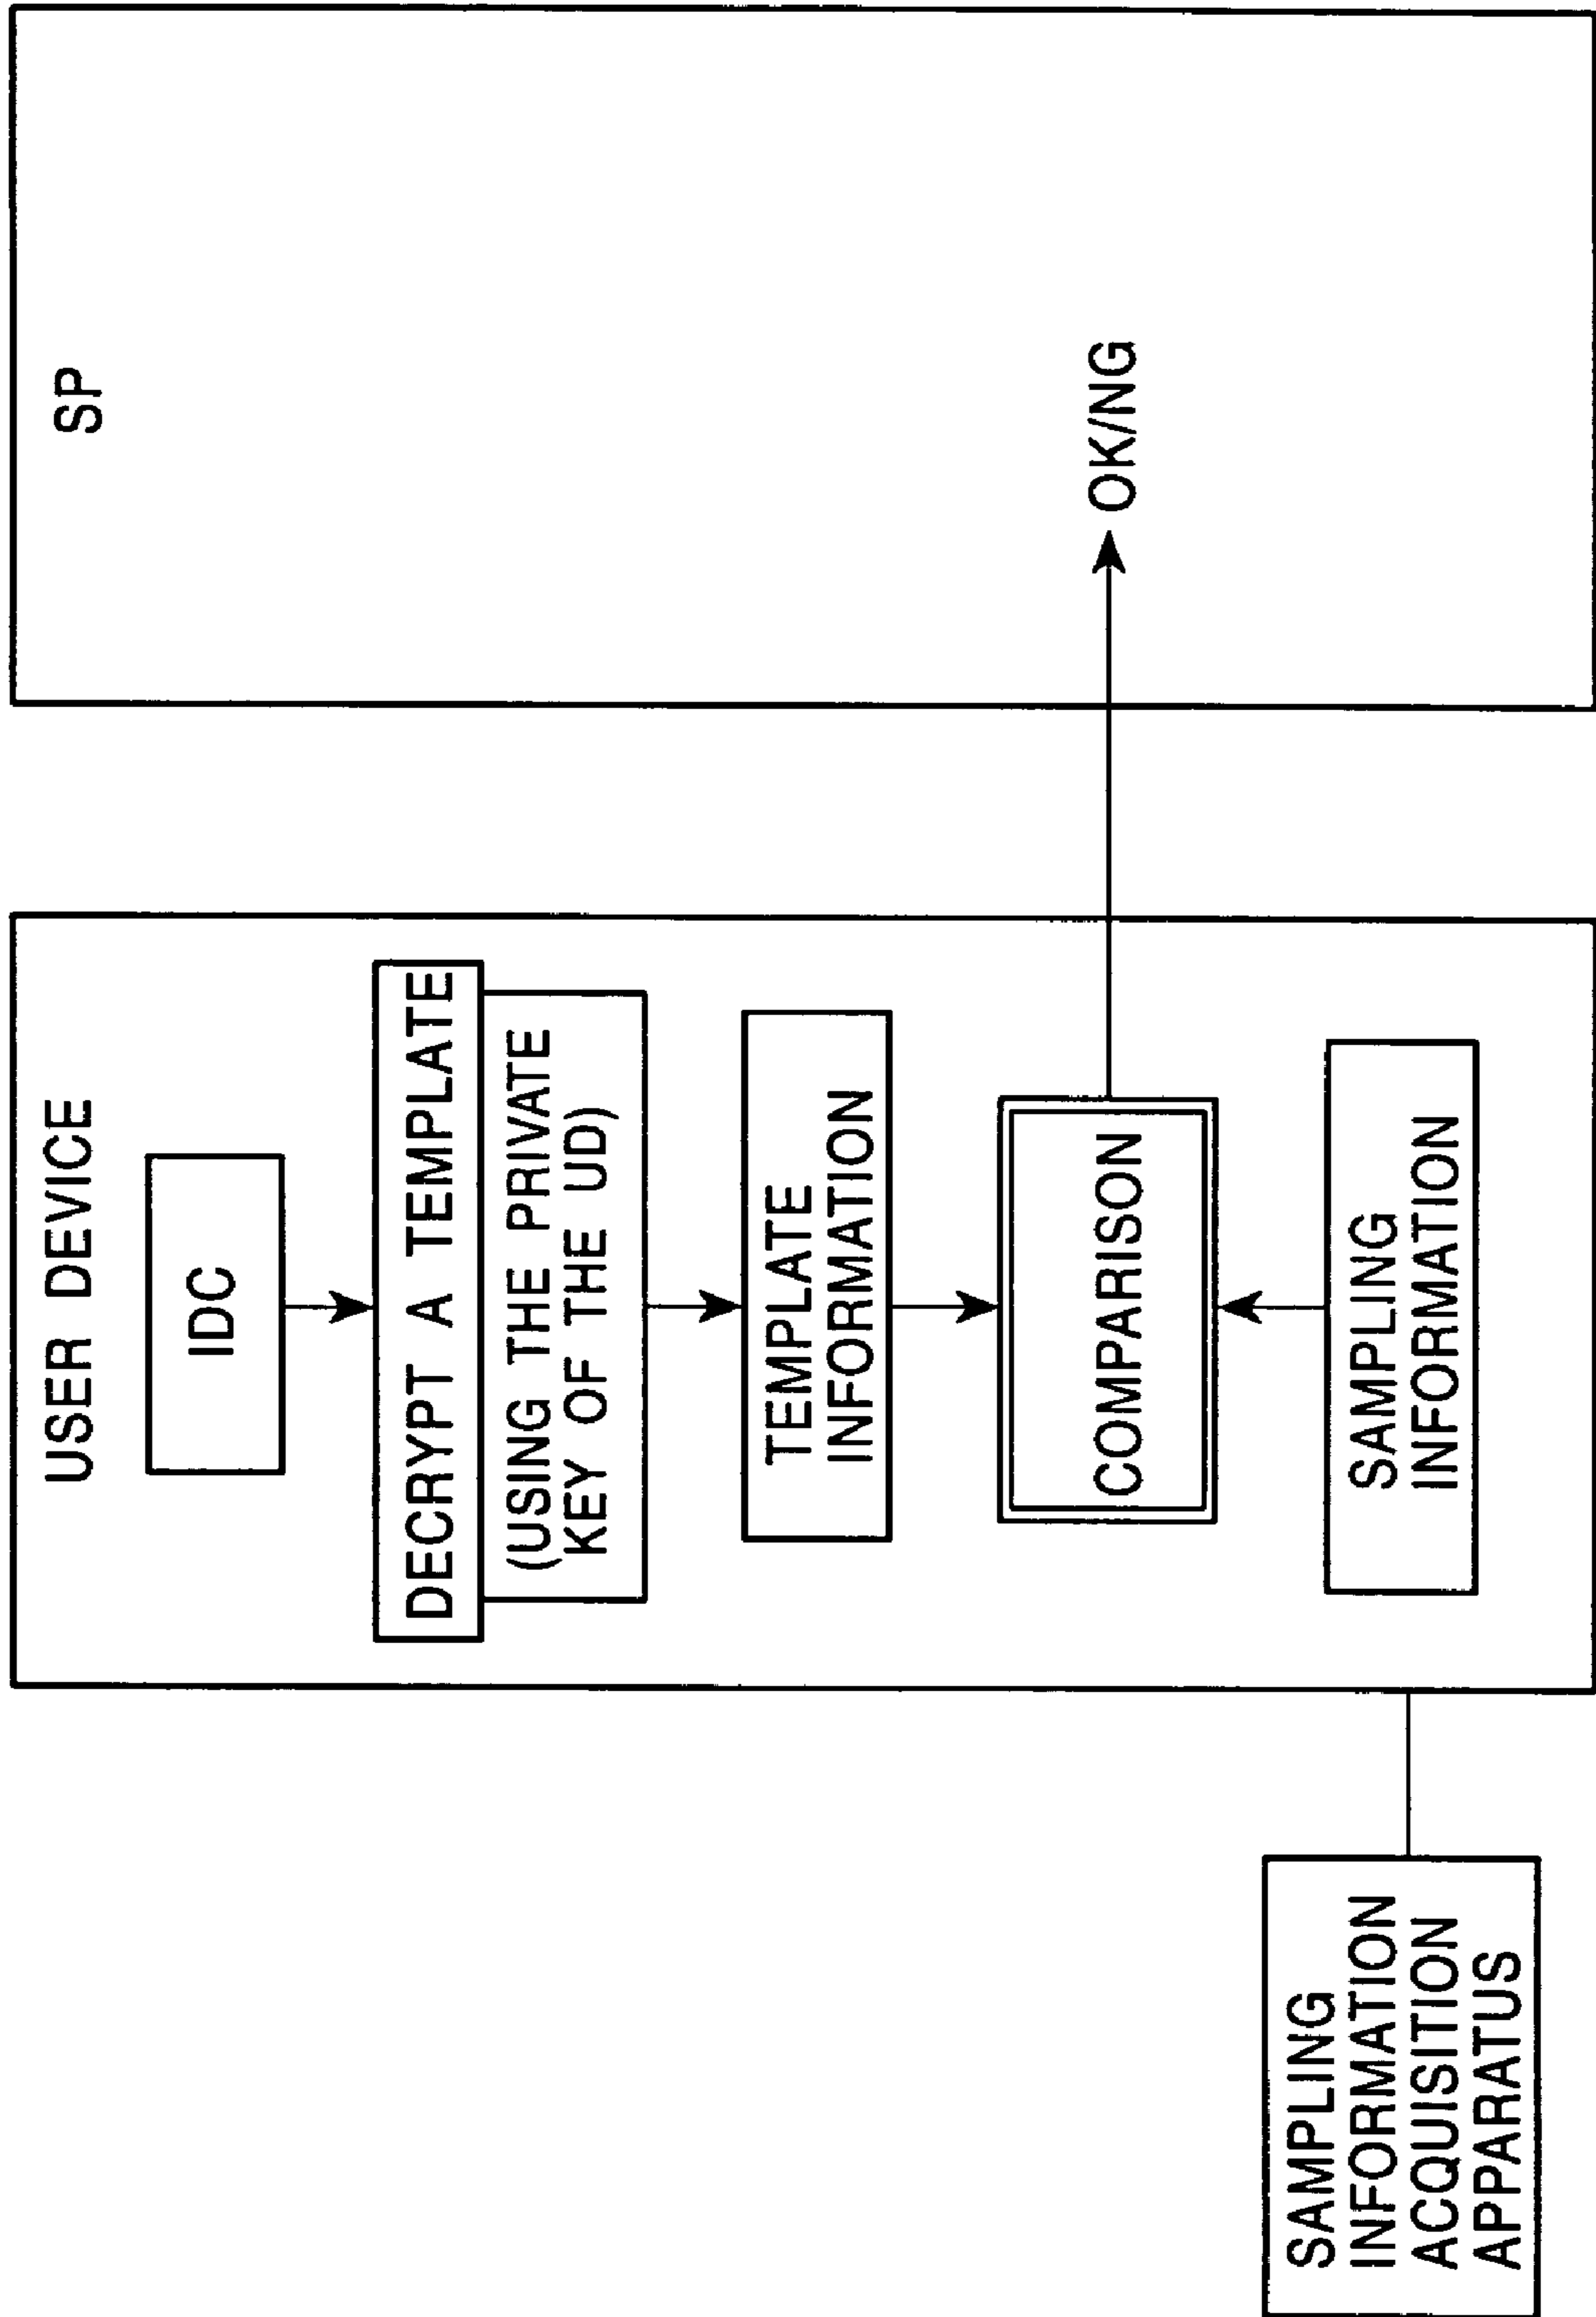 SAMPLING
INFORMATION
ACQUISITION
APPARATUS
USER DEVICE
IDC
DECRYPT A TEMPLATE
(USING THE PRIVATE
KEY OF THE UD)
TEMPLATE
INFORMATION
COMPARISON
SAMPLING
INFORMATION
SP
OK/NG